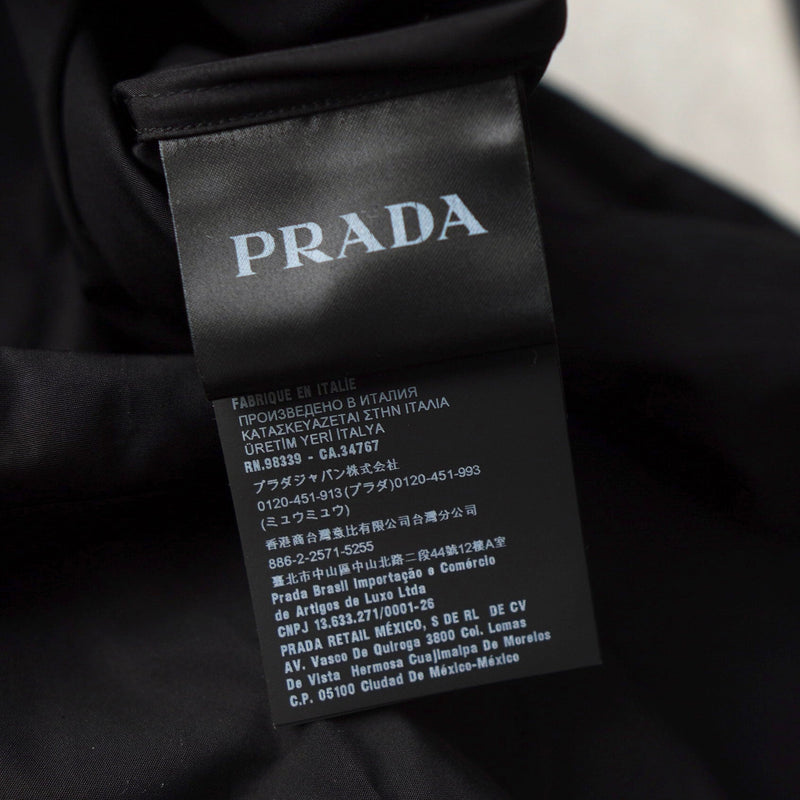 PRADA
FABRIQUE EN ITALIE
ПРОИЗВЕДЕНО В ИТАЛИЯ
ΚΑΤΑΣΚΕΥΑΖΕΤΑΙ ΣΤΗΝ ΙΤΑΛΙΑ
ÜRETİM YERİ İTALYA
RN.98339 - CA.34767
プラダジャパン株式会社
0120-451-913(プラダ)0120-451-993
(ミュウミュウ)
香港商台灣意比有限公司台灣分公司
886-2-2571-5255
臺北市中山區中山北路二段44號12樓A室
Prada Brasil Importação e Comércio
de Artigos de Luxo Ltda
CNPJ 13.633.271/0001-26
PRADA RETAIL MÉXICO, S DE RL DE CV
AV. Vasco De Quiroga 3800 Col. Lomas
De Vista Hermosa Cuajimalpa De Morelos
C.P. 05100 Ciudad De México-México